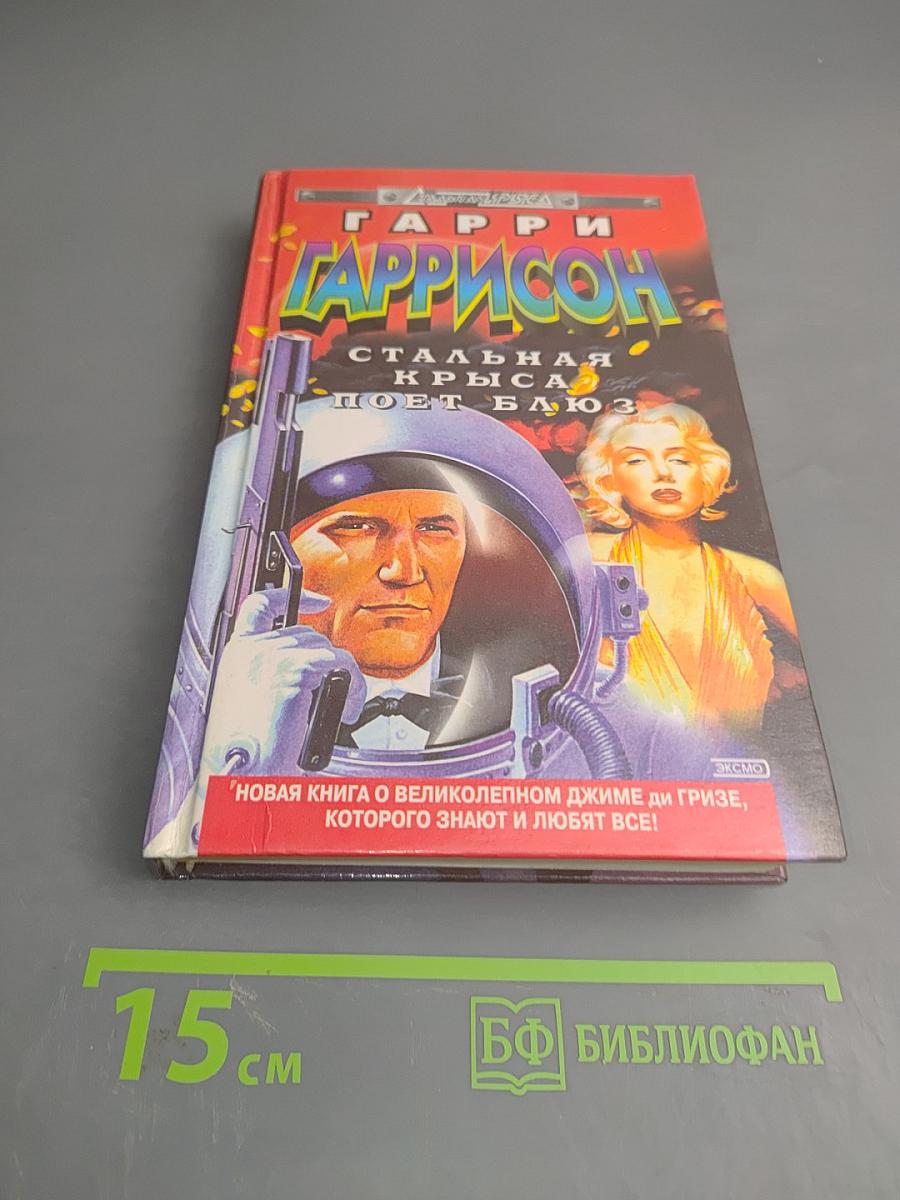 ГАРРИ
ГАРРИСОН
СТАЛЬНАЯ
КРЫСА
ПОЕТ БЛЮЗ
ЭКСМО
НОВАЯ КНИГА О ВЕЛИКОЛЕПНОМ ДЖИМЕ ди ГРИЗЕ,
КОТОРОГО ЗНАЮТ И ЛЮБЯТ ВСЕ!
15 см
БФ БИБЛИОФАН